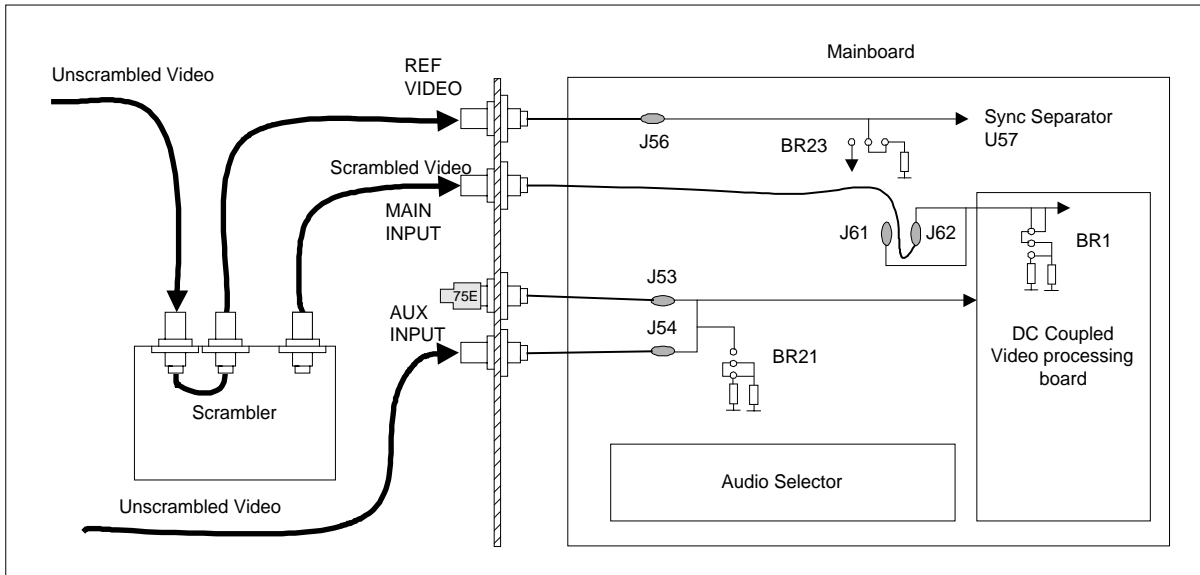 Mainboard
Unscrambled Video
REF
VIDEO
J56
BR23
Sync Separator
U57
Scrambled Video
MAIN
INPUT
J61
J62
BR1
75E
J53
AUX
INPUT
J54
BR21
DC Coupled
Video processing
board
Scrambler
Audio Selector
Unscrambled Video